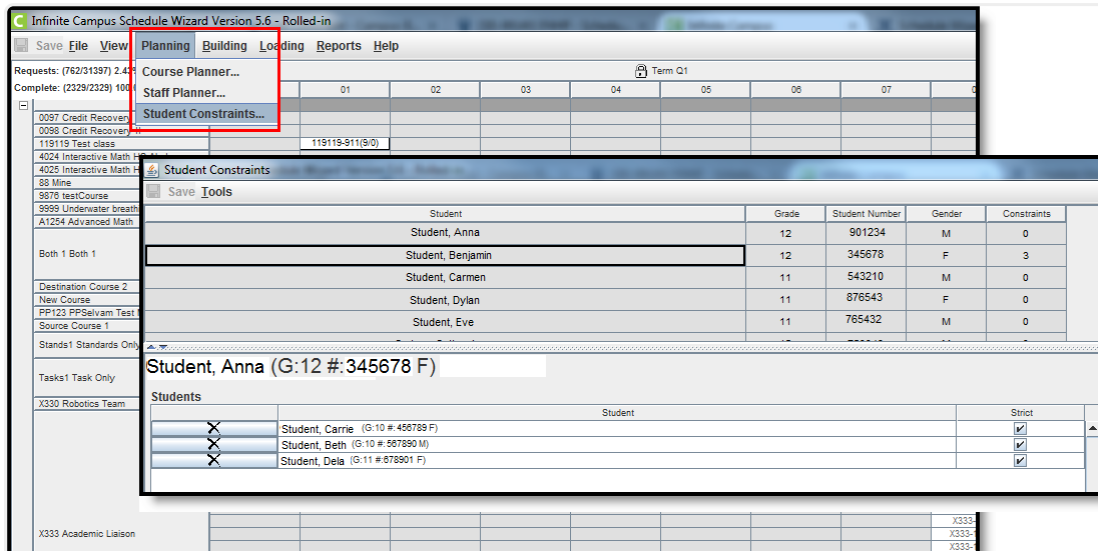 Infinite Campus Schedule Wizard Version 5.6 - Rolled-in
Save File View Planning Building Loading Reports Help
Requests: (762/31397) 2.43%
Term Q1
Complete: (2329/2329)
01 02 03 04 05 06 07
Course Planner...
Staff Planner...
Student Constraints...
0097 Credit Recovery
0098 Credit Recovery
119119 Test class 119119-911(9/0)
4024 Interactive Math
4025 Interactive Math
88 Mine
9876 testCourse
9999 Underwater
A1254 Advanced Math
Both 1 Both 1
Destination Course 2
New Course
PP123 PPSelvam Test
Source Course 1
Stands1 Standards Only
Tasks1 Task Only
X330 Robotics Team
X333 Academic Liaison
Student Constraints
Save Tools
Student Grade Student Number Gender Constraints
Student, Anna 12 901234 M 0
Student, Benjamin 12 345678 F 3
Student, Carmen 11 543210 M 0
Student, Dylan 11 876543 F 0
Student, Eve 11 765432 M 0
Student, Anna (G:12 #:345678 F)
Students
Student Strict
Student, Carrie (G:10 #:456789 F)
Student, Beth (G:10 #:567890 M)
Student, Dela (G:11 #:678901 F)
X333-
X333-1
X333-1